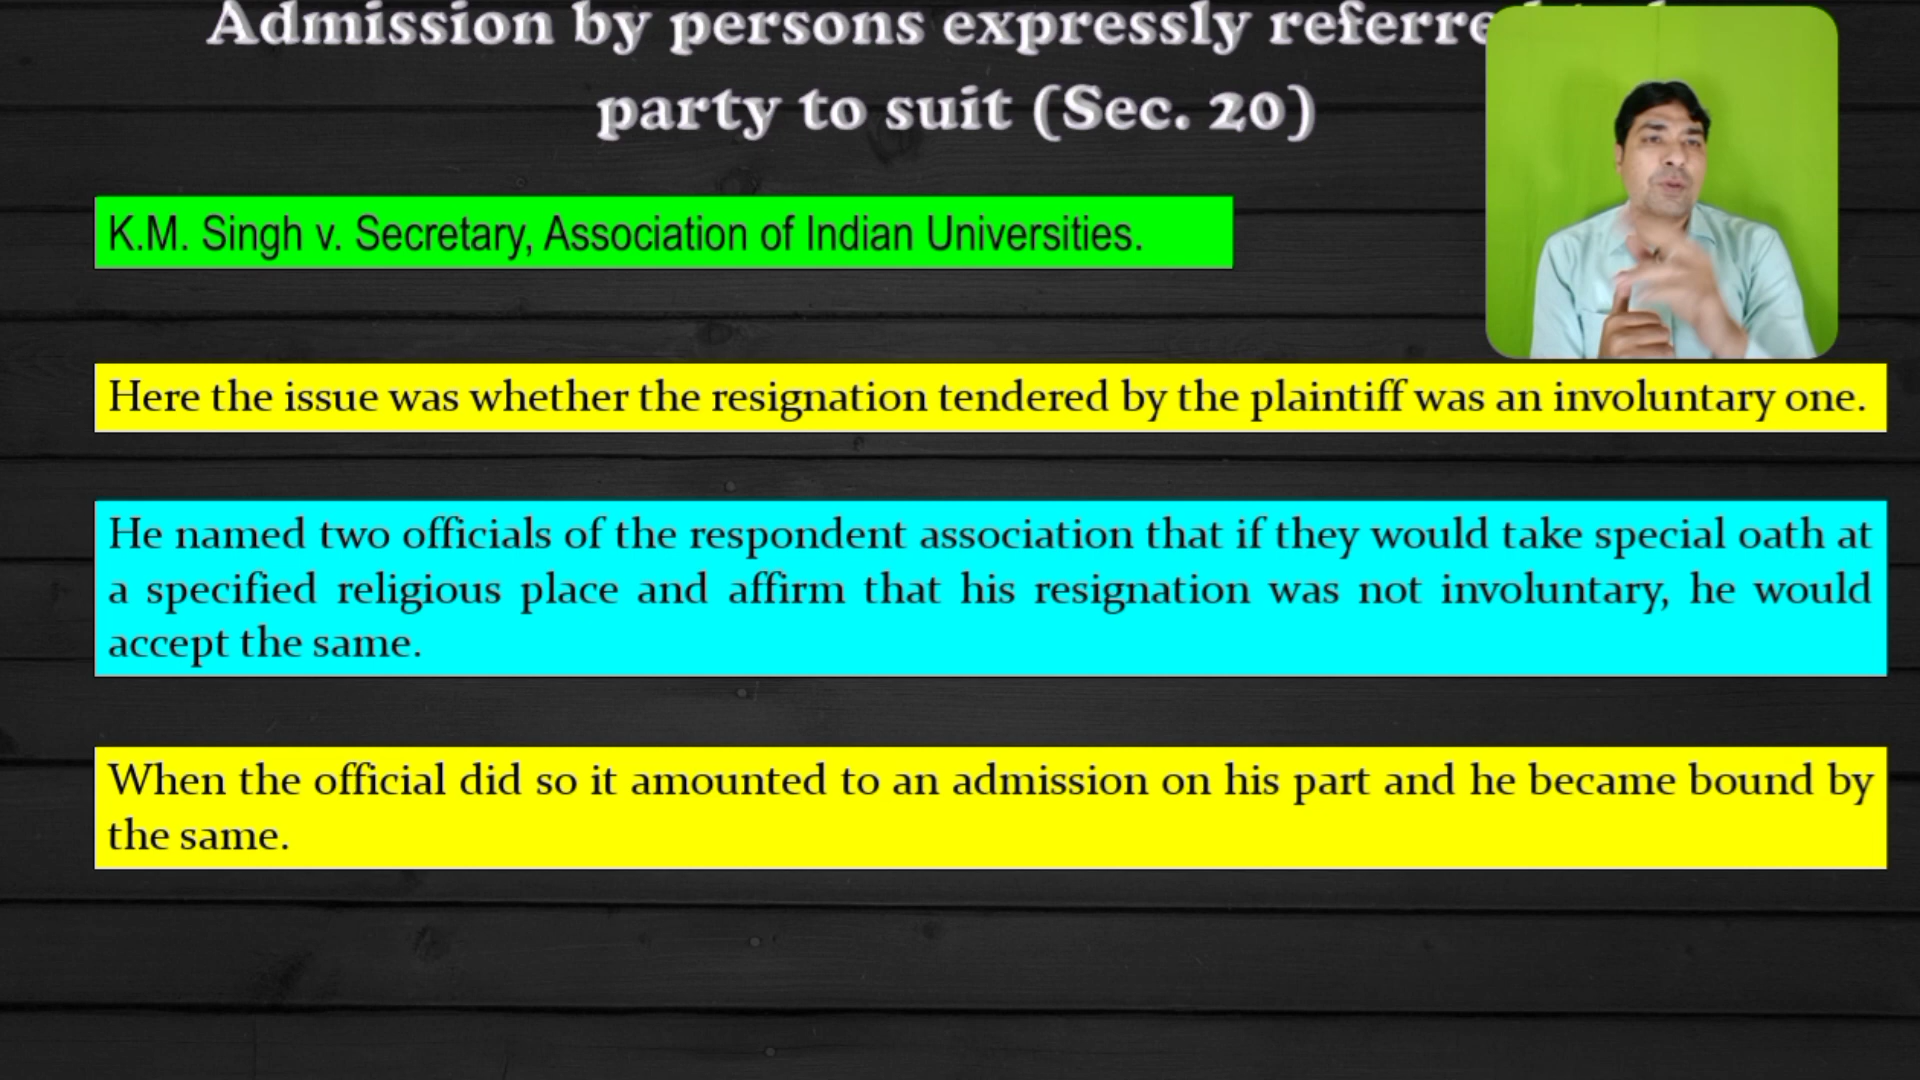 Admission by persons expressly
party to suit (Sec. 20)
K.M. Singh v. Secretary, Association of Indian Universities.
Here the issue was whether the resignation tendered by the plaintiff was an involuntary one.
He named two officials of the respondent association that if they would take special oath at
a specified religious place and affirm that his resignation was not involuntary, he would
accept the same.
When the official did so it amounted to an admission on his part and he became bound by
the same.